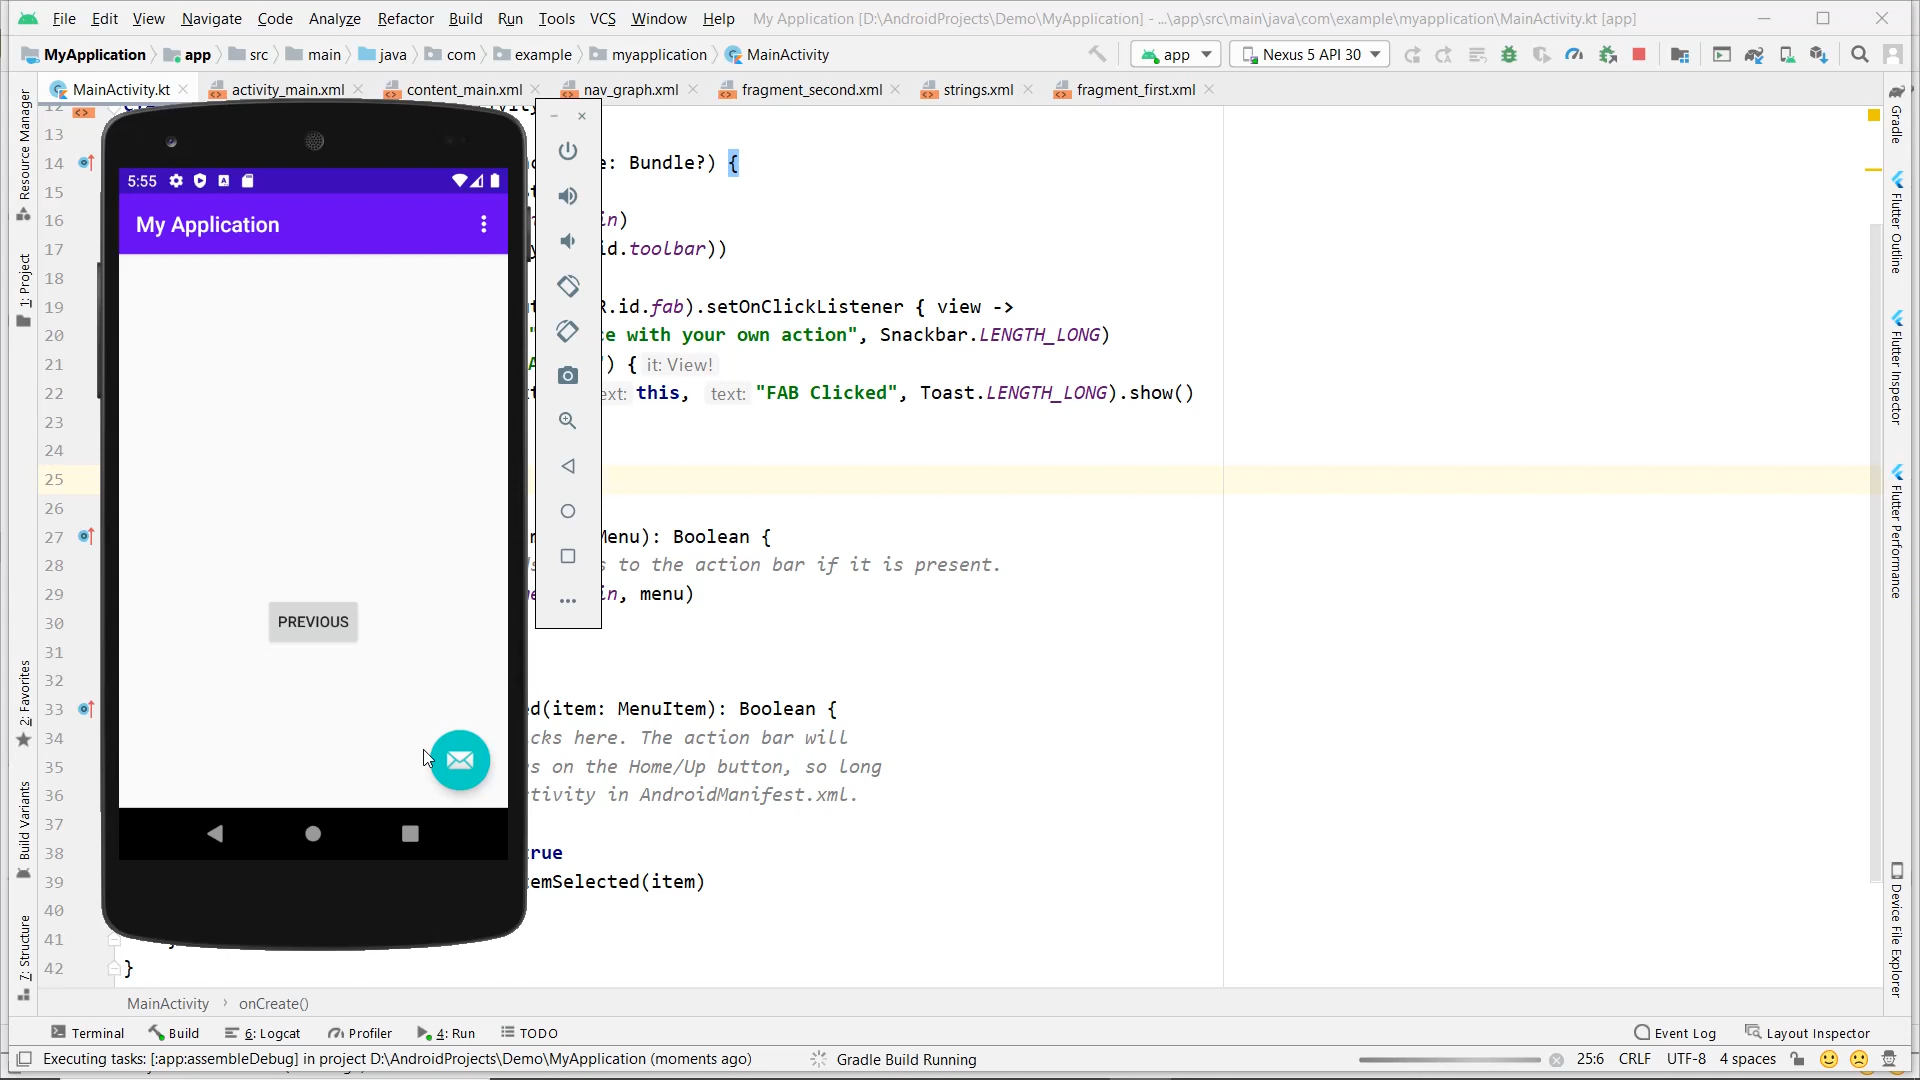 File Edit View Navigate Code Analyze Refactor Build Run Tools VCS Window Help My Application [D:\AndroidProjects\Demo\MyApplication] - ...\app\src\main\java\com\example\myapplication\MainActivity.kt [app]
MyApplication app src main java com example myapplication MainActivity app Nexus 5 API 30
MainActivity.kt activity_main.xml content_main.xml nav_graph.xml fragment_second.xml strings.xml fragment_first.xml
12
13
14 e: Bundle?) {
15
16 in)
17 id.toolbar))
18
19 R.id.fab).setOnClickListener { view ->
20 ce with your own action", Snackbar.LENGTH_LONG)
21 ) { it: View!
22 ext: this, text: "FAB Clicked", Toast.LENGTH_LONG).show()
23
24
25
26
27 Menu): Boolean {
28 s to the action bar if it is present.
29 in, menu)
30
31
32
33 ed(item: MenuItem): Boolean {
34 cks here. The action bar will
35 s on the Home/Up button, so long
36 tivity in AndroidManifest.xml.
37
38 true
39 temSelected(item)
40
41
42 }
5:55
My Application
PREVIOUS
Resource Manager
1: Project
2: Favorites
Build Variants
7: Structure
Gradle
Flutter Outline
Flutter Inspector
Flutter Performance
Device File Explorer
MainActivity onCreate()
Terminal Build 6: Logcat Profiler 4: Run TODO Event Log Layout Inspector
Executing tasks: [:app:assembleDebug] in project D:\AndroidProjects\Demo\MyApplication (moments ago) Gradle Build Running 25:6 CRLF UTF-8 4 spaces